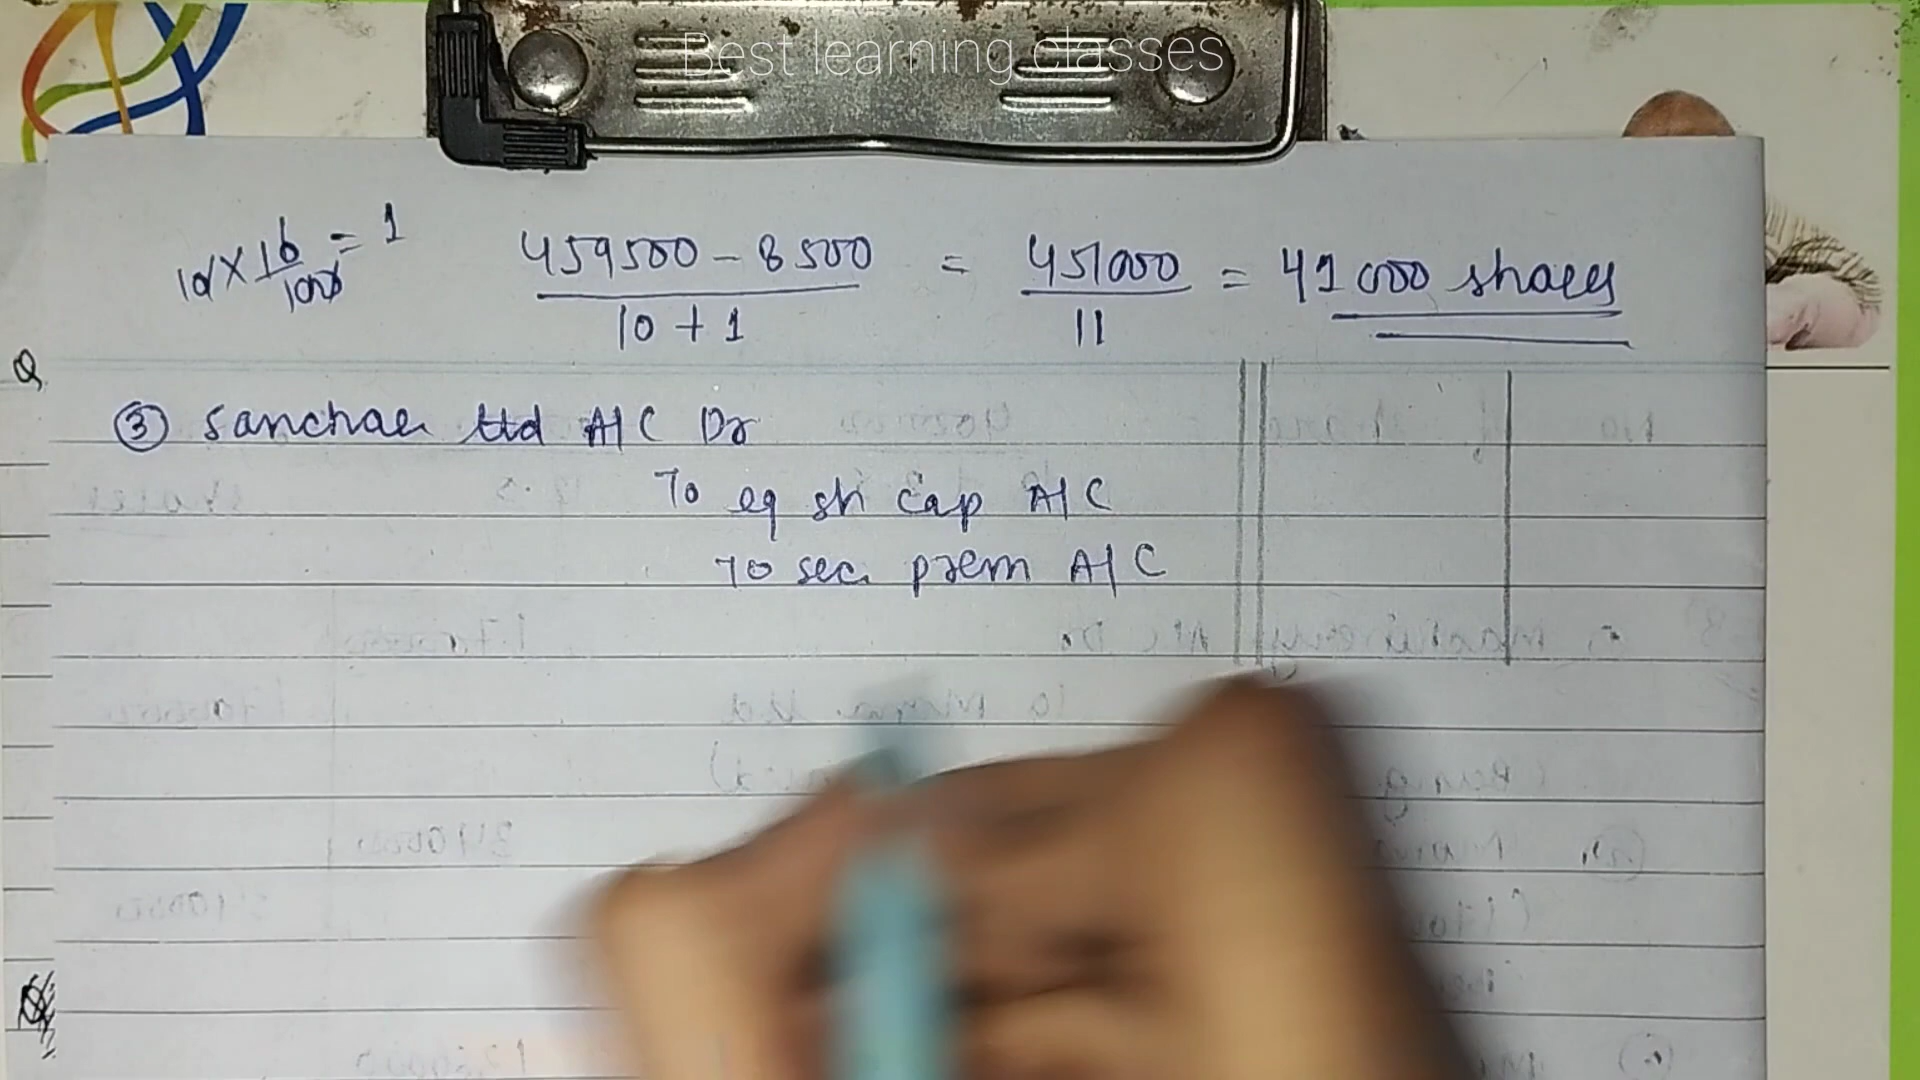 Best learning classes
10 × 10/100 = 1
459500 - 8500 / 10 + 1 = 451000 / 11 = 41000 shares
Q
③ Sanchar Ltd A/C Dr
To eq sh cap A/C
To sec. prem A/C